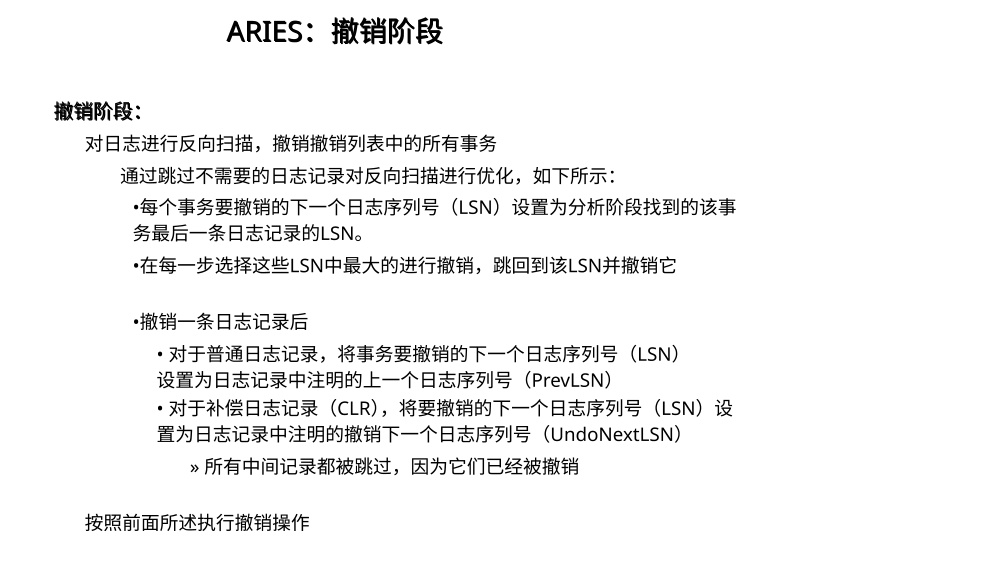 ARIES：撤销阶段
撤销阶段：
对日志进行反向扫描，撤销撤销列表中的所有事务
通过跳过不需要的日志记录对反向扫描进行优化，如下所示：
•每个事务要撤销的下一个日志序列号（LSN）设置为分析阶段找到的该事
务最后一条日志记录的LSN。
•在每一步选择这些LSN中最大的进行撤销，跳回到该LSN并撤销它
•撤销一条日志记录后
• 对于普通日志记录，将事务要撤销的下一个日志序列号（LSN）
设置为日志记录中注明的上一个日志序列号（PrevLSN）
• 对于补偿日志记录（CLR），将要撤销的下一个日志序列号（LSN）设
置为日志记录中注明的撤销下一个日志序列号（UndoNextLSN）
» 所有中间记录都被跳过，因为它们已经被撤销
按照前面所述执行撤销操作